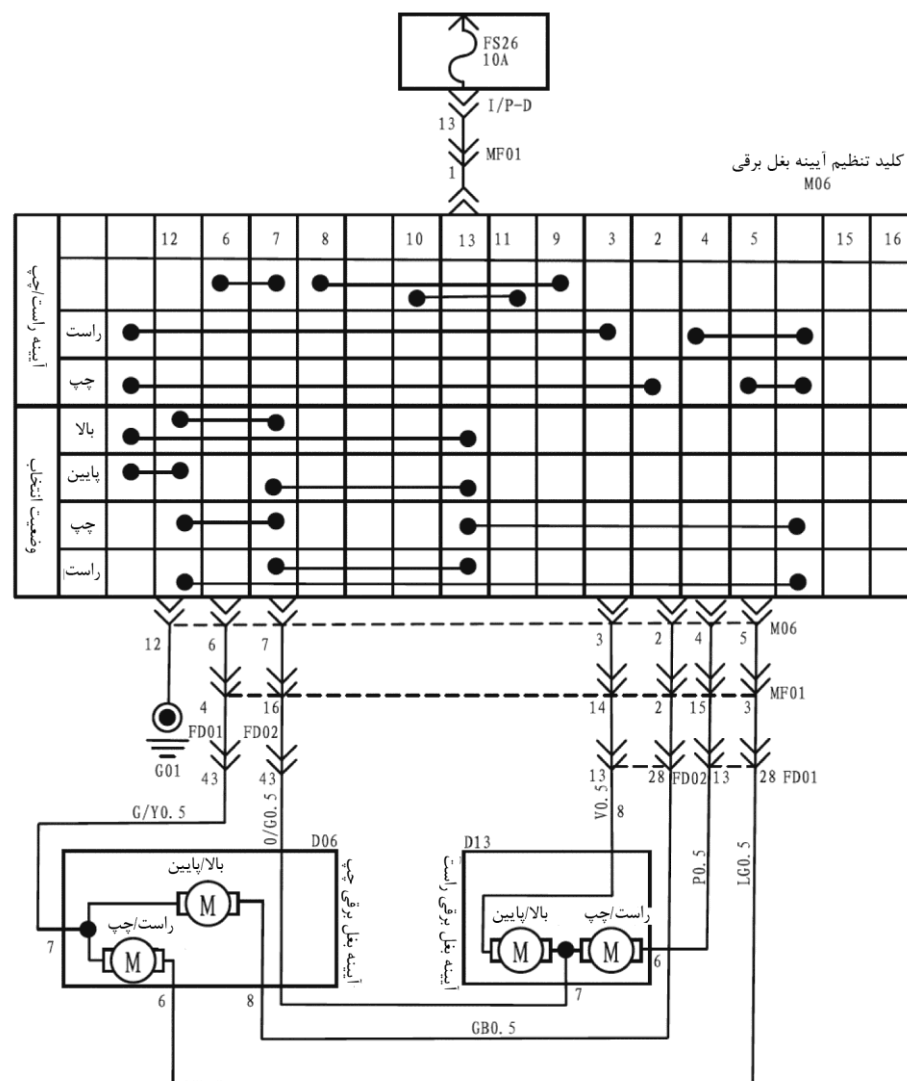 FS26
10A
I/P-D
13
MF01
1
کلید تنظیم آیینه بغل برقی
M06
12 6 7 8 10 13 11 9 3 2 4 5 15 16
آیینه راست/چپ
راست
چپ
وضعیت انتخاب
بالا
پایین
چپ
راست
12 6 7 3 2 4 5 M06
4 16 14 2 15 3 MF01
FD01 FD02
G01
43 43 13 28 FD02 13 28 FD01
G/Y0.5
O/G0.5
V0.5
8
P0.5
LG0.5
D06
بالا/پایین
M
راست/چپ
M
7
6
8
آیینه بغل برقی چپ
D13
آیینه بغل برقی راست
بالا/پایین
راست/چپ
M M
6
7
GB0.5